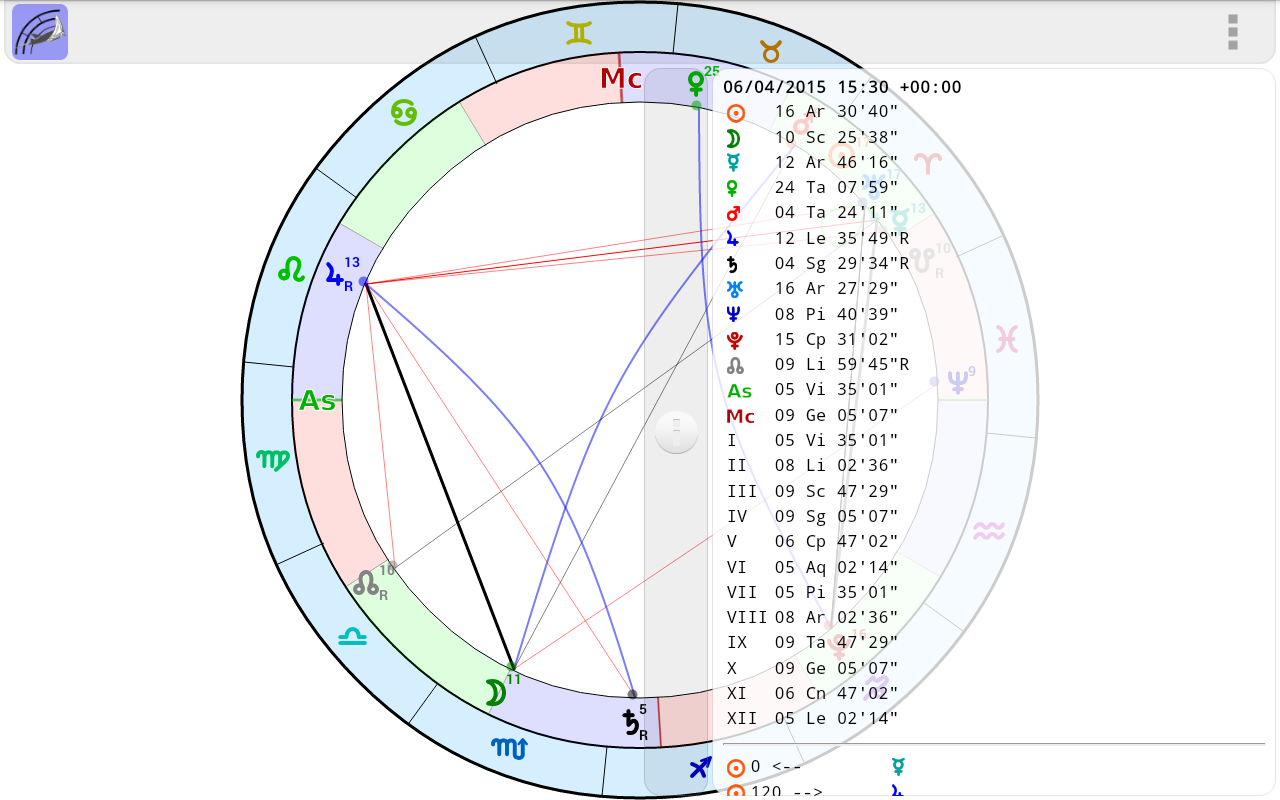 Mc
25
13
R
As
10
R
11
5
R
9
17
13
10
R
16
06/04/2015 15:30 +00:00
☉ 16 Ar 30'40"
☽ 10 Sc 25'38"
☿ 12 Ar 46'16"
♀ 24 Ta 07'59"
♂ 04 Ta 24'11"
♃ 12 Le 35'49"R
♄ 04 Sg 29'34"R
♅ 16 Ar 27'29"
♆ 08 Pi 40'39"
♇ 15 Cp 31'02"
☊ 09 Li 59'45"R
As 05 Vi 35'01"
Mc 09 Ge 05'07"
I 05 Vi 35'01"
II 08 Li 02'36"
III 09 Sc 47'29"
IV 09 Sg 05'07"
V 06 Cp 47'02"
VI 05 Aq 02'14"
VII 05 Pi 35'01"
VIII 08 Ar 02'36"
IX 09 Ta 47'29"
X 09 Ge 05'07"
XI 06 Cn 47'02"
XII 05 Le 02'14"
☉ 0 <-- ☿
☉ 120 --> ♃